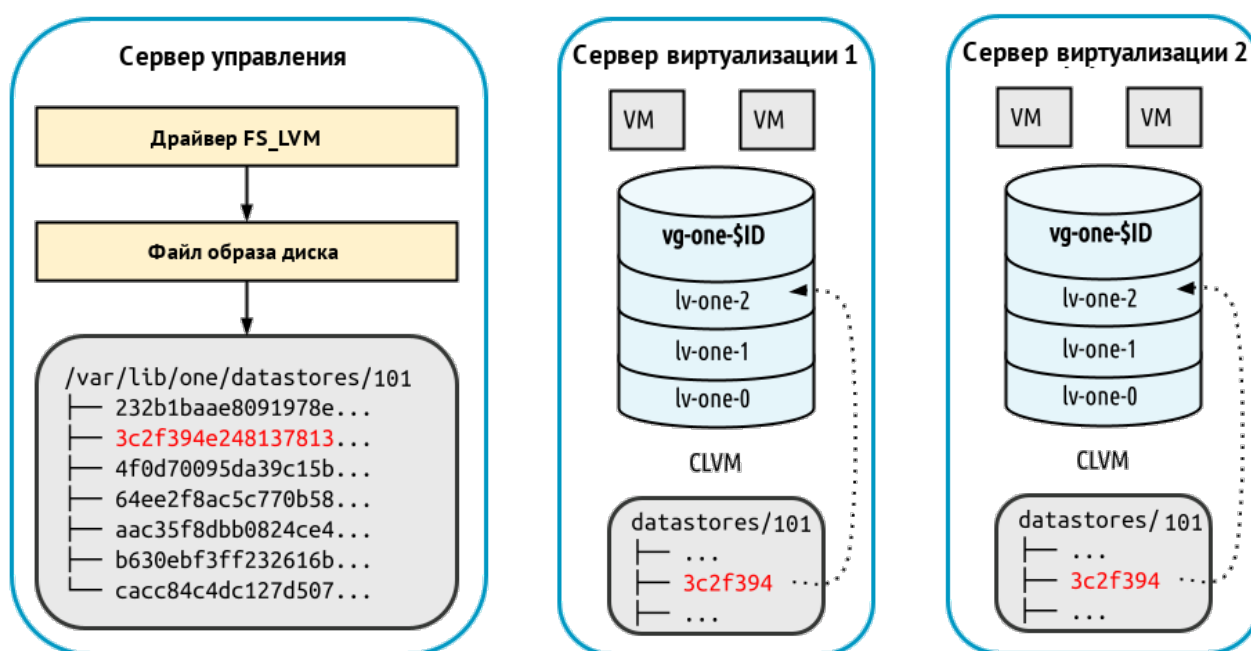 Сервер управления
Драйвер FS_LVM
Файл образа диска
/var/lib/one/datastores/101
├── 232b1baae8091978e...
├── 3c2f394e248137813...
├── 4f0d70095da39c15b...
├── 64ee2f8ac5c770b58...
├── aac35f8dbb0824ce4...
├── b630ebf3ff232616b...
└── cacc84c4dc127d507...
Сервер виртуализации 1
VM VM
vg-one-$ID
lv-one-2
lv-one-1
lv-one-0
CLVM
datastores/101
├── ...
├── 3c2f394
├── ...
Сервер виртуализации 2
VM VM
vg-one-$ID
lv-one-2
lv-one-1
lv-one-0
CLVM
datastores/101
├── ...
├── 3c2f394
├── ...